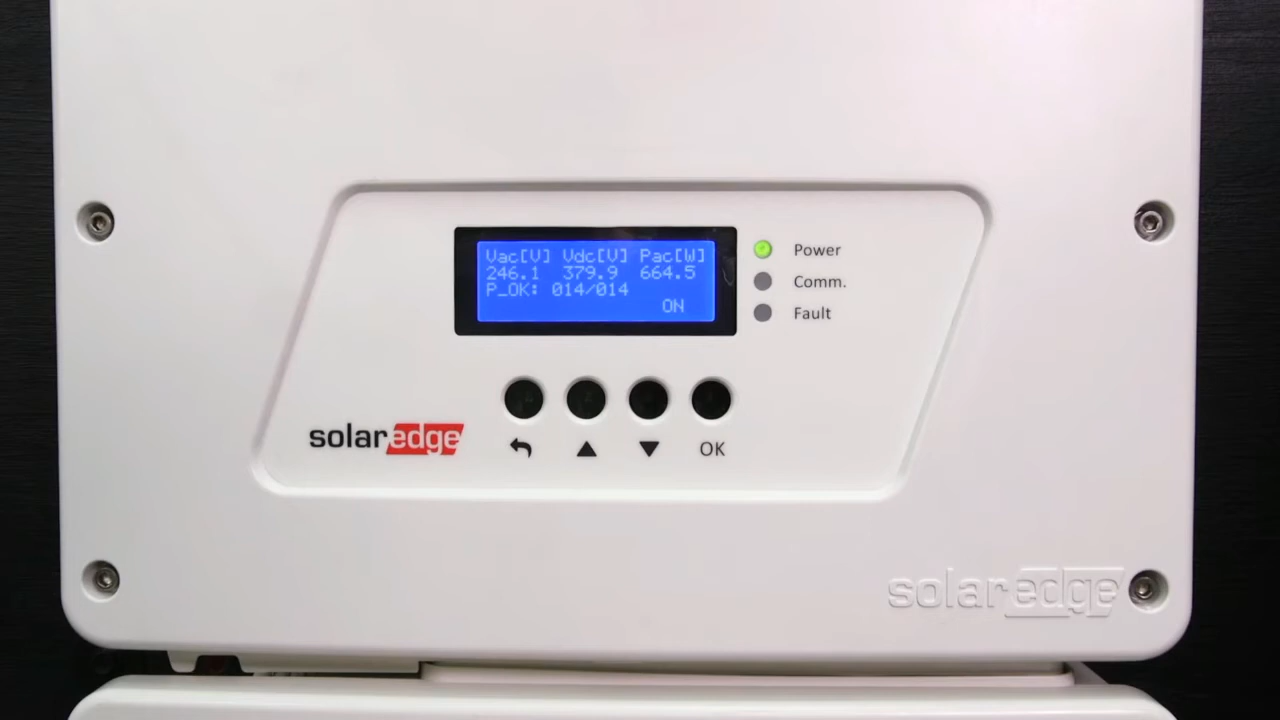 Vac[V] Vdc[V] Pac[W]
246.1 379.9 664.5
P_OK: 014/014
ON
Power
Comm.
Fault
solaredge
OK
solaredge